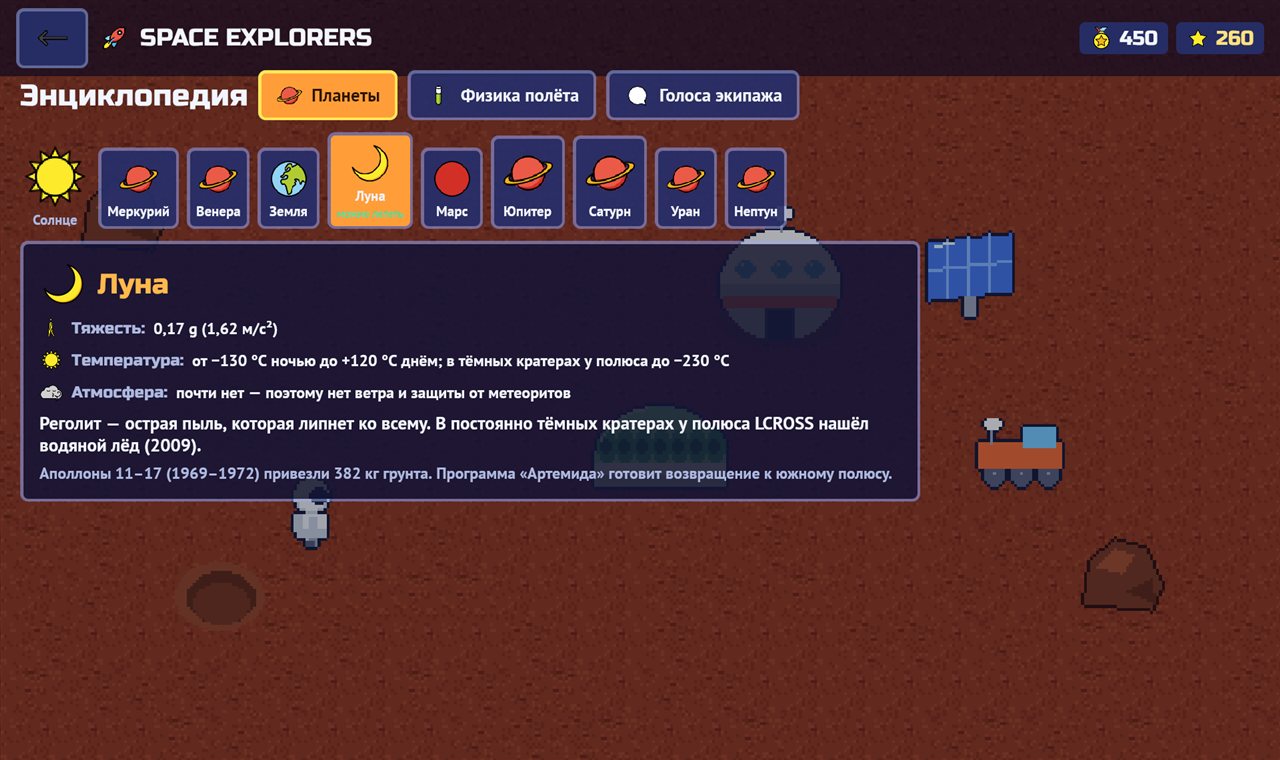 SPACE EXPLORERS
450
260
Энциклопедия
Планеты
Физика полёта
Голоса экипажа
Солнце
Меркурий
Венера
Земля
Луна
Марс
Юпитер
Сатурн
Уран
Нептун
Луна
Тяжесть: 0,17 g (1,62 м/с²)
Температура: от −130 °C ночью до +120 °C днём; в тёмных кратерах у полюса до −230 °C
Атмосфера: почти нет — поэтому нет ветра и защиты от метеоритов
Реголит — острая пыль, которая липнет ко всему. В постоянно тёмных кратерах у полюса LCROSS нашёл
водяной лёд (2009).
Аполлоны 11–17 (1969–1972) привезли 382 кг грунта. Программа «Артемида» готовит возвращение к южному полюсу.